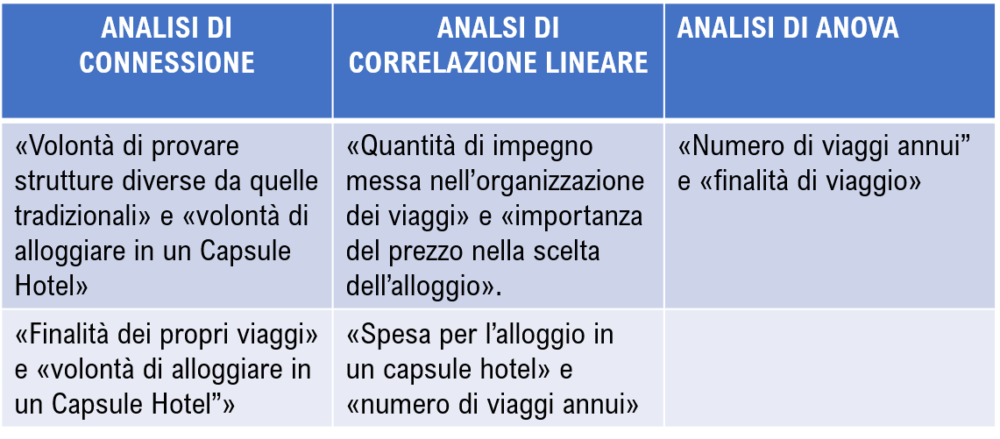 ANALISI DI
CONNESSIONE
ANALSI DI
CORRELAZIONE LINEARE
ANALISI DI ANOVA
«Volontà di provare
strutture diverse da quelle
tradizionali» e «volontà di
alloggiare in un Capsule
Hotel»
«Quantità di impegno
messa nell’organizzazione
dei viaggi» e «importanza
del prezzo nella scelta
dell’alloggio».
«Numero di viaggi annui”
e «finalità di viaggio»
«Finalità dei propri viaggi»
e «volontà di alloggiare in
un Capsule Hotel”»
«Spesa per l’alloggio in
un capsule hotel» e
«numero di viaggi annui»